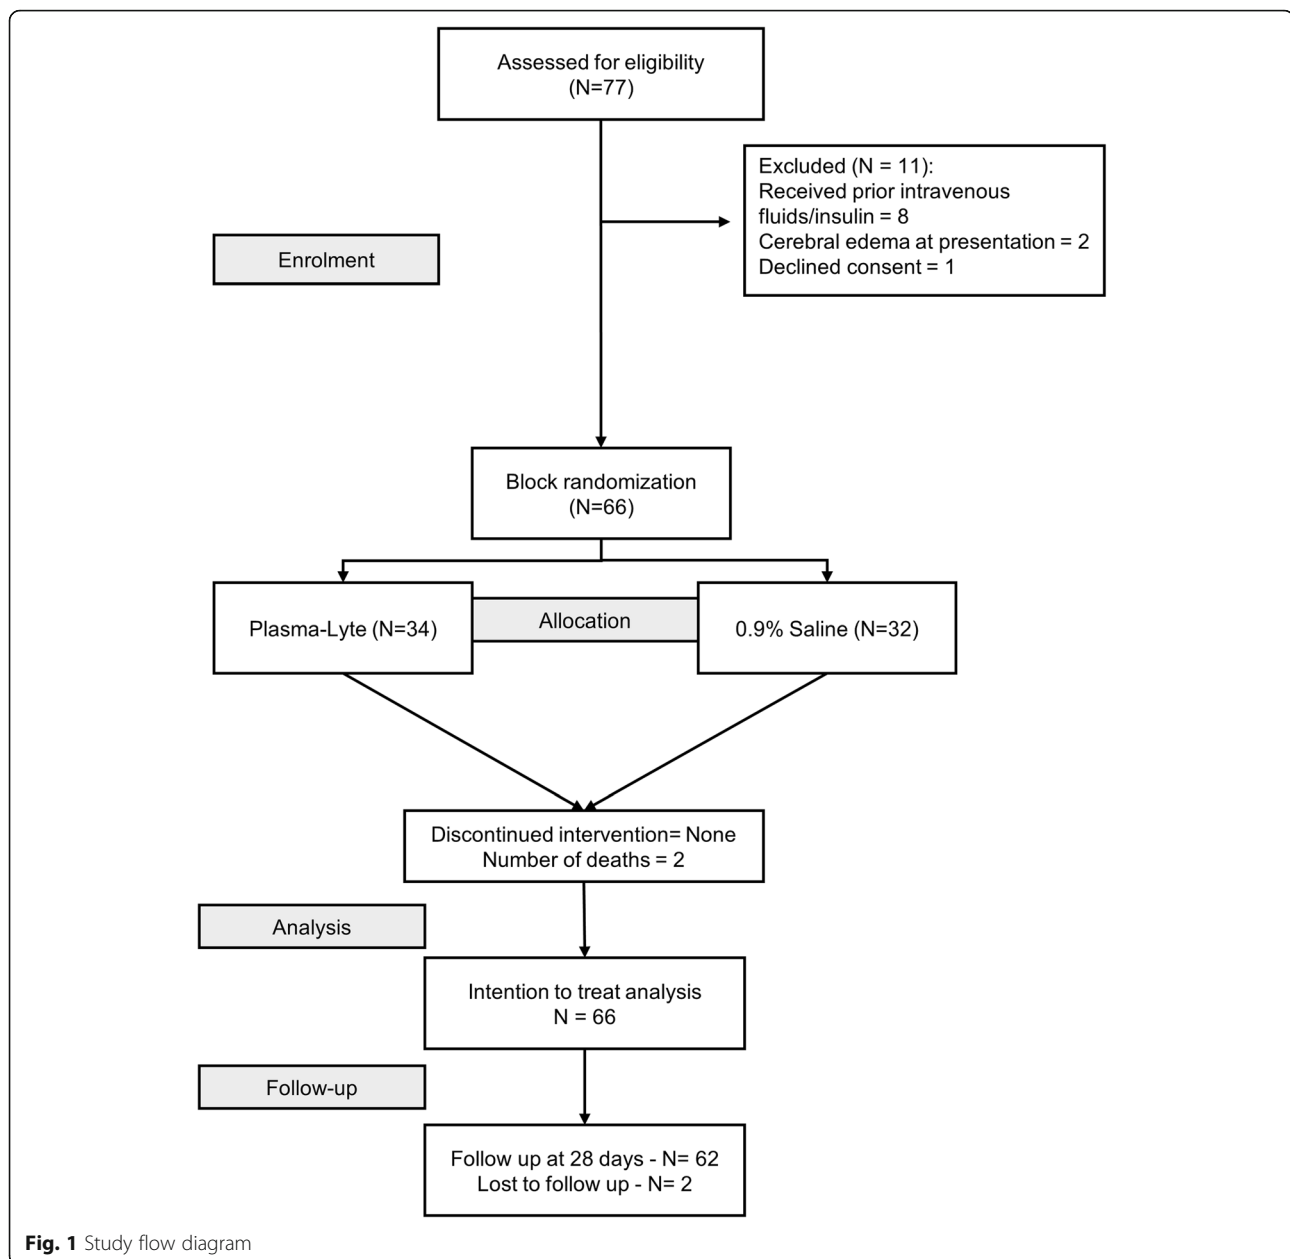 Assessed for eligibility
(N=77)
Excluded (N = 11):
Received prior intravenous
fluids/insulin = 8
Cerebral edema at presentation = 2
Declined consent = 1
Enrolment
Block randomization
(N=66)
Plasma-Lyte (N=34)
Allocation
0.9% Saline (N=32)
Discontinued intervention= None
Number of deaths = 2
Analysis
Intention to treat analysis
N = 66
Follow-up
Follow up at 28 days - N= 62
Lost to follow up - N= 2
Fig. 1 Study flow diagram